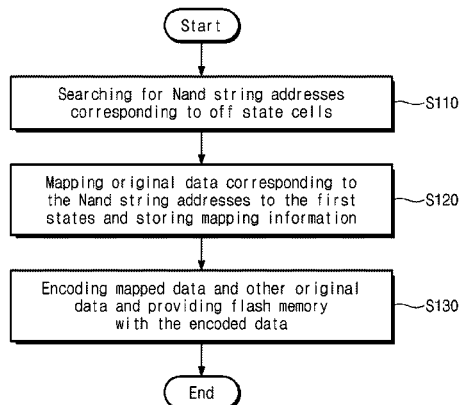 Start
Searching for Nand string addresses
corresponding to off state cells
S110
Mapping original data corresponding to
the Nand string addresses to the first
states and storing mapping information
S120
Encoding mapped data and other original
data and providing flash memory
with the encoded data
S130
End